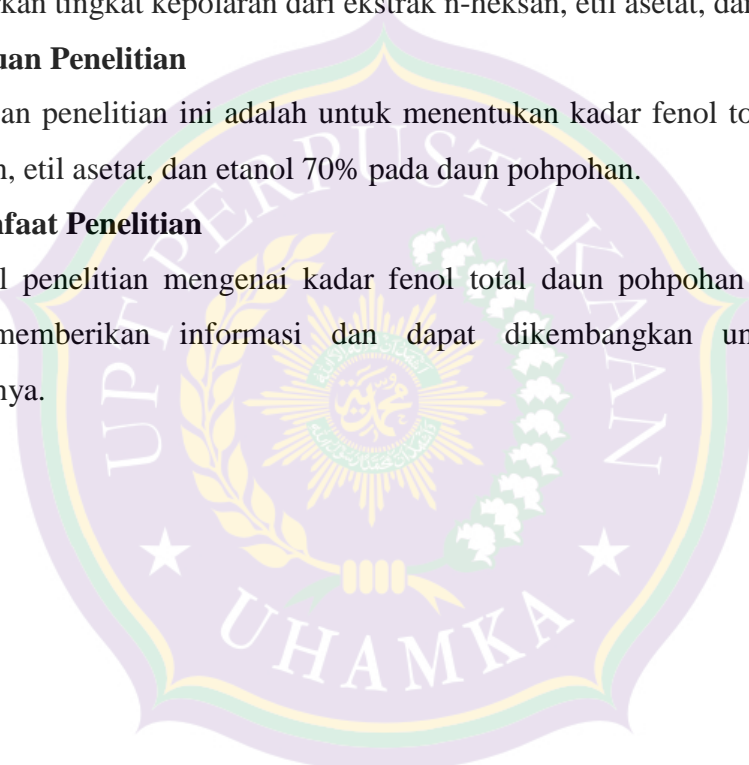 kan tingkat kepolaran dari ekstrak n-heksan, etil asetat, dan
uan Penelitian
an penelitian ini adalah untuk menentukan kadar fenol to
, etil asetat, dan etanol 70% pada daun pohpohan.
faat Penelitian
l penelitian mengenai kadar fenol total daun pohpohan
memberikan informasi dan dapat dikembangkan un
nya.
UPT PERPUSTAKAAN
محمدية
UHAMKA